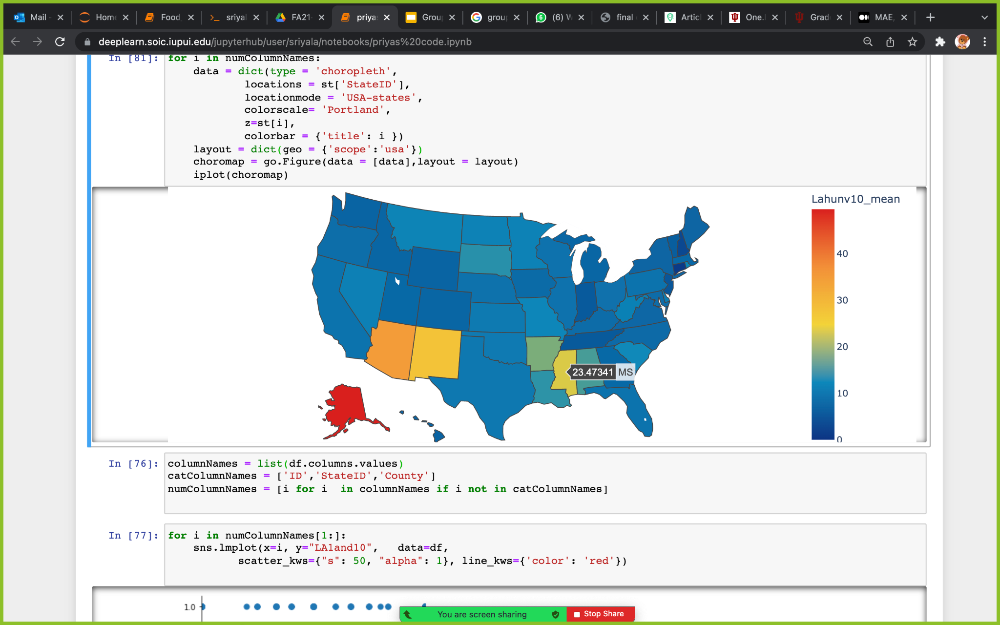 Mail -
Home
Food_
sriyal
FA21-
priyas
Group
group
(6) W
final
Articl
One.
Grad
MAE,
deeplearn.soic.iupui.edu/jupyterhub/user/sriyala/notebooks/priyas%20code.ipynb
In [81]: for i in numColumnNames:
data = dict(type = 'choropleth',
locations = st['StateID'],
locationmode = 'USA-states',
colorscale= 'Portland',
z=st[i],
colorbar = {'title': i })
layout = dict(geo = {'scope':'usa'})
choromap = go.Figure(data = [data],layout = layout)
iplot(choromap)
Lahunv10_mean
40
30
20
10
0
23.47341 MS
In [76]: columnNames = list(df.columns.values)
catColumnNames = ['ID','StateID','County']
numColumnNames = [i for i  in columnNames if i not in catColumnNames]
In [77]: for i in numColumnNames[1:]:
sns.lmplot(x=i, y="LA1and10",   data=df,
scatter_kws={"s": 50, "alpha": 1}, line_kws={'color': 'red'})
1.0
You are screen sharing
Stop Share